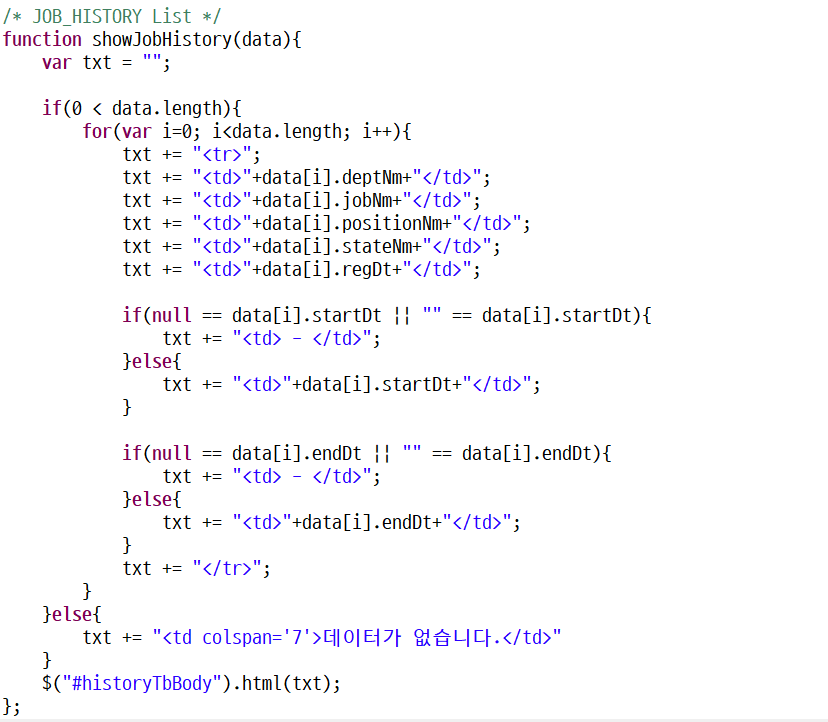 /* JOB_HISTORY List */
function showJobHistory(data){
    var txt = "";

    if(0 < data.length){
        for(var i=0; i<data.length; i++){
            txt += "<tr>";
            txt += "<td>"+data[i].deptNm+"</td>";
            txt += "<td>"+data[i].jobNm+"</td>";
            txt += "<td>"+data[i].positionNm+"</td>";
            txt += "<td>"+data[i].stateNm+"</td>";
            txt += "<td>"+data[i].regDt+"</td>";

            if(null == data[i].startDt || "" == data[i].startDt){
                txt += "<td> - </td>";
            }else{
                txt += "<td>"+data[i].startDt+"</td>";
            }

            if(null == data[i].endDt || "" == data[i].endDt){
                txt += "<td> - </td>";
            }else{
                txt += "<td>"+data[i].endDt+"</td>";
            }
            txt += "</tr>";
        }
    }else{
        txt += "<td colspan='7'>데이터가 없습니다.</td>"
    }
    $("#historyTbBody").html(txt);
};